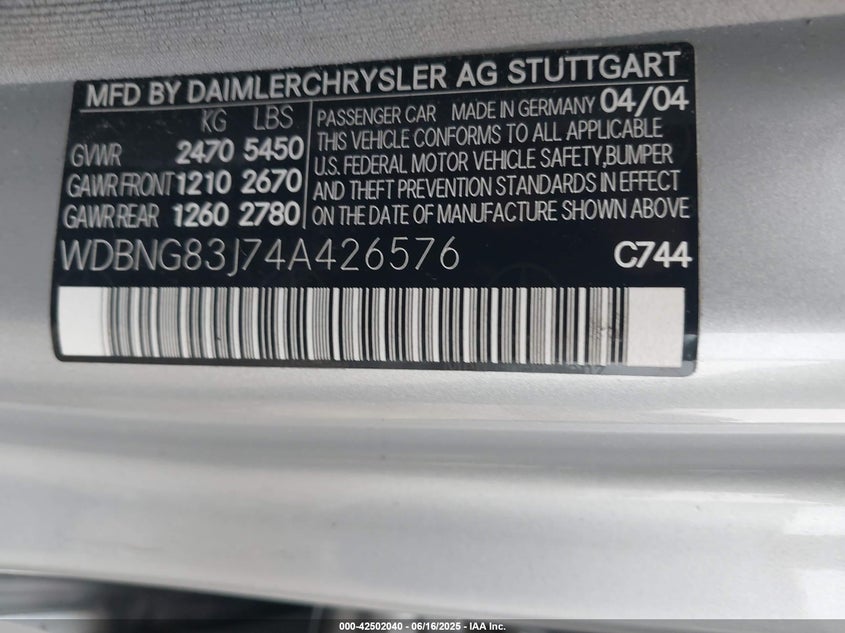 MFD BY DAIMLERCHRYSLER AG STUTTGART
KG LBS
GVWR 2470 5450
GAWR FRONT 1210 2670
GAWR REAR 1260 2780
PASSENGER CAR MADE IN GERMANY 04/04
THIS VEHICLE CONFORMS TO ALL APPLICABLE
U.S. FEDERAL MOTOR VEHICLE SAFETY,BUMPER
AND THEFT PREVENTION STANDARDS IN EFFECT
ON THE DATE OF MANUFACTURE SHOWN ABOVE
WDBNG83J74A426576 C744
000-42502040 - 06/16/2025 - IAA Inc.